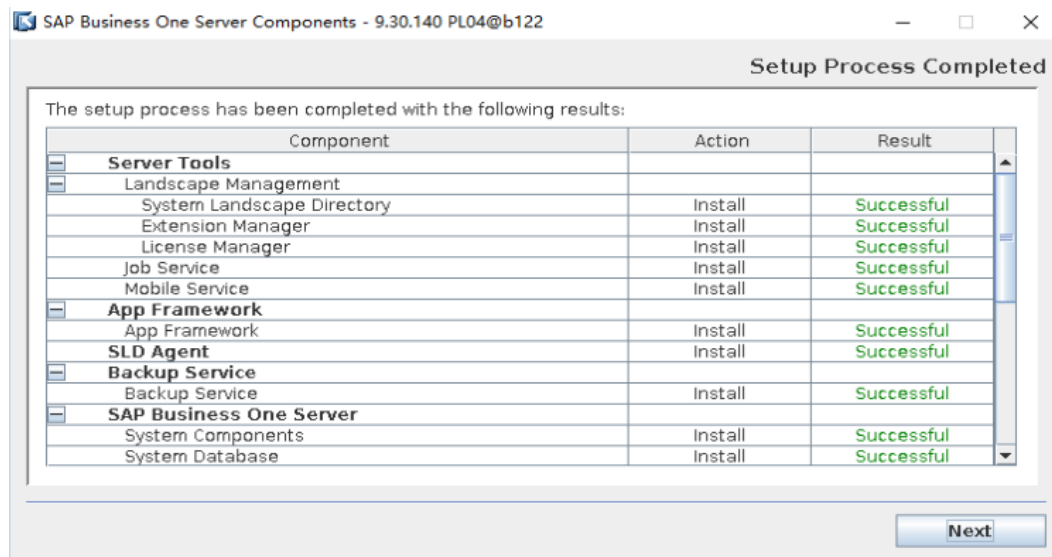 SAP Business One Server Components - 9.30.140 PL04@b122
Setup Process Completed
The setup process has been completed with the following results:
Component Action Result
Server Tools
Landscape Management
System Landscape Directory Install Successful
Extension Manager Install Successful
License Manager Install Successful
Job Service Install Successful
Mobile Service Install Successful
App Framework
App Framework Install Successful
SLD Agent Install Successful
Backup Service
Backup Service Install Successful
SAP Business One Server
System Components Install Successful
System Database Install Successful
Next